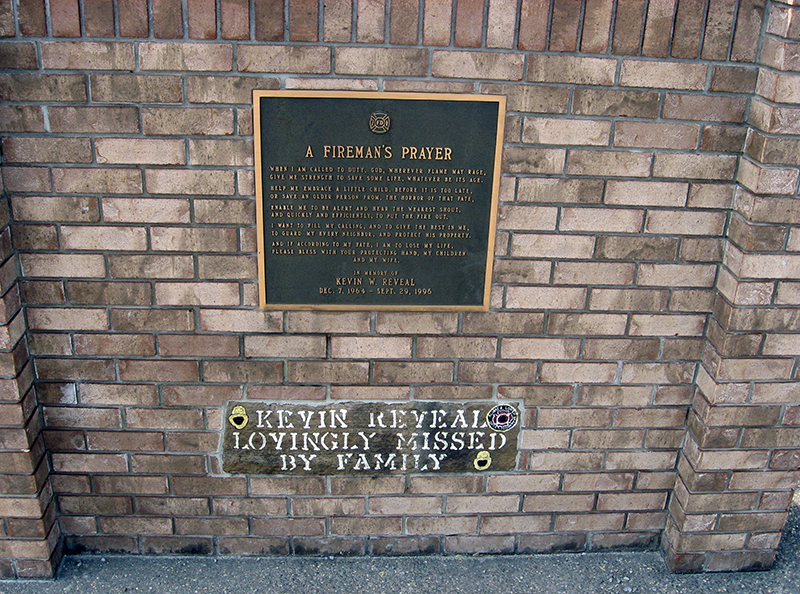 A FIREMAN'S PRAYER
WHEN I AM CALLED TO DUTY, GOD, WHEREVER FLAME MAY RAGE,
GIVE ME STRENGTH TO SAVE SOME LIFE, WHATEVER BE ITS AGE.
HELP ME EMBRACE A LITTLE CHILD, BEFORE IT IS TOO LATE,
OR SAVE AN OLDER PERSON FROM, THE HORROR OF THAT FATE.
ENABLE ME TO BE ALERT AND HEAR THE WEAKEST SHOUT,
AND QUICKLY AND EFFICIENTLY, TO PUT THE FIRE OUT.
I WANT TO FILL MY CALLING, AND TO GIVE THE BEST IN ME,
TO GUARD MY EVERY NEIGHBOR, AND PROTECT HIS PROPERTY.
AND IF ACCORDING TO MY FATE, I AM TO LOSE MY LIFE,
PLEASE BLESS WITH YOUR PROTECTING HAND, MY CHILDREN
AND MY WIFE.
IN MEMORY OF
KEVIN W. REVEAL
DEC. 7, 1964 - SEPT. 29, 1996
KEVIN REVEAL
LOVINGLY MISSED
BY FAMILY